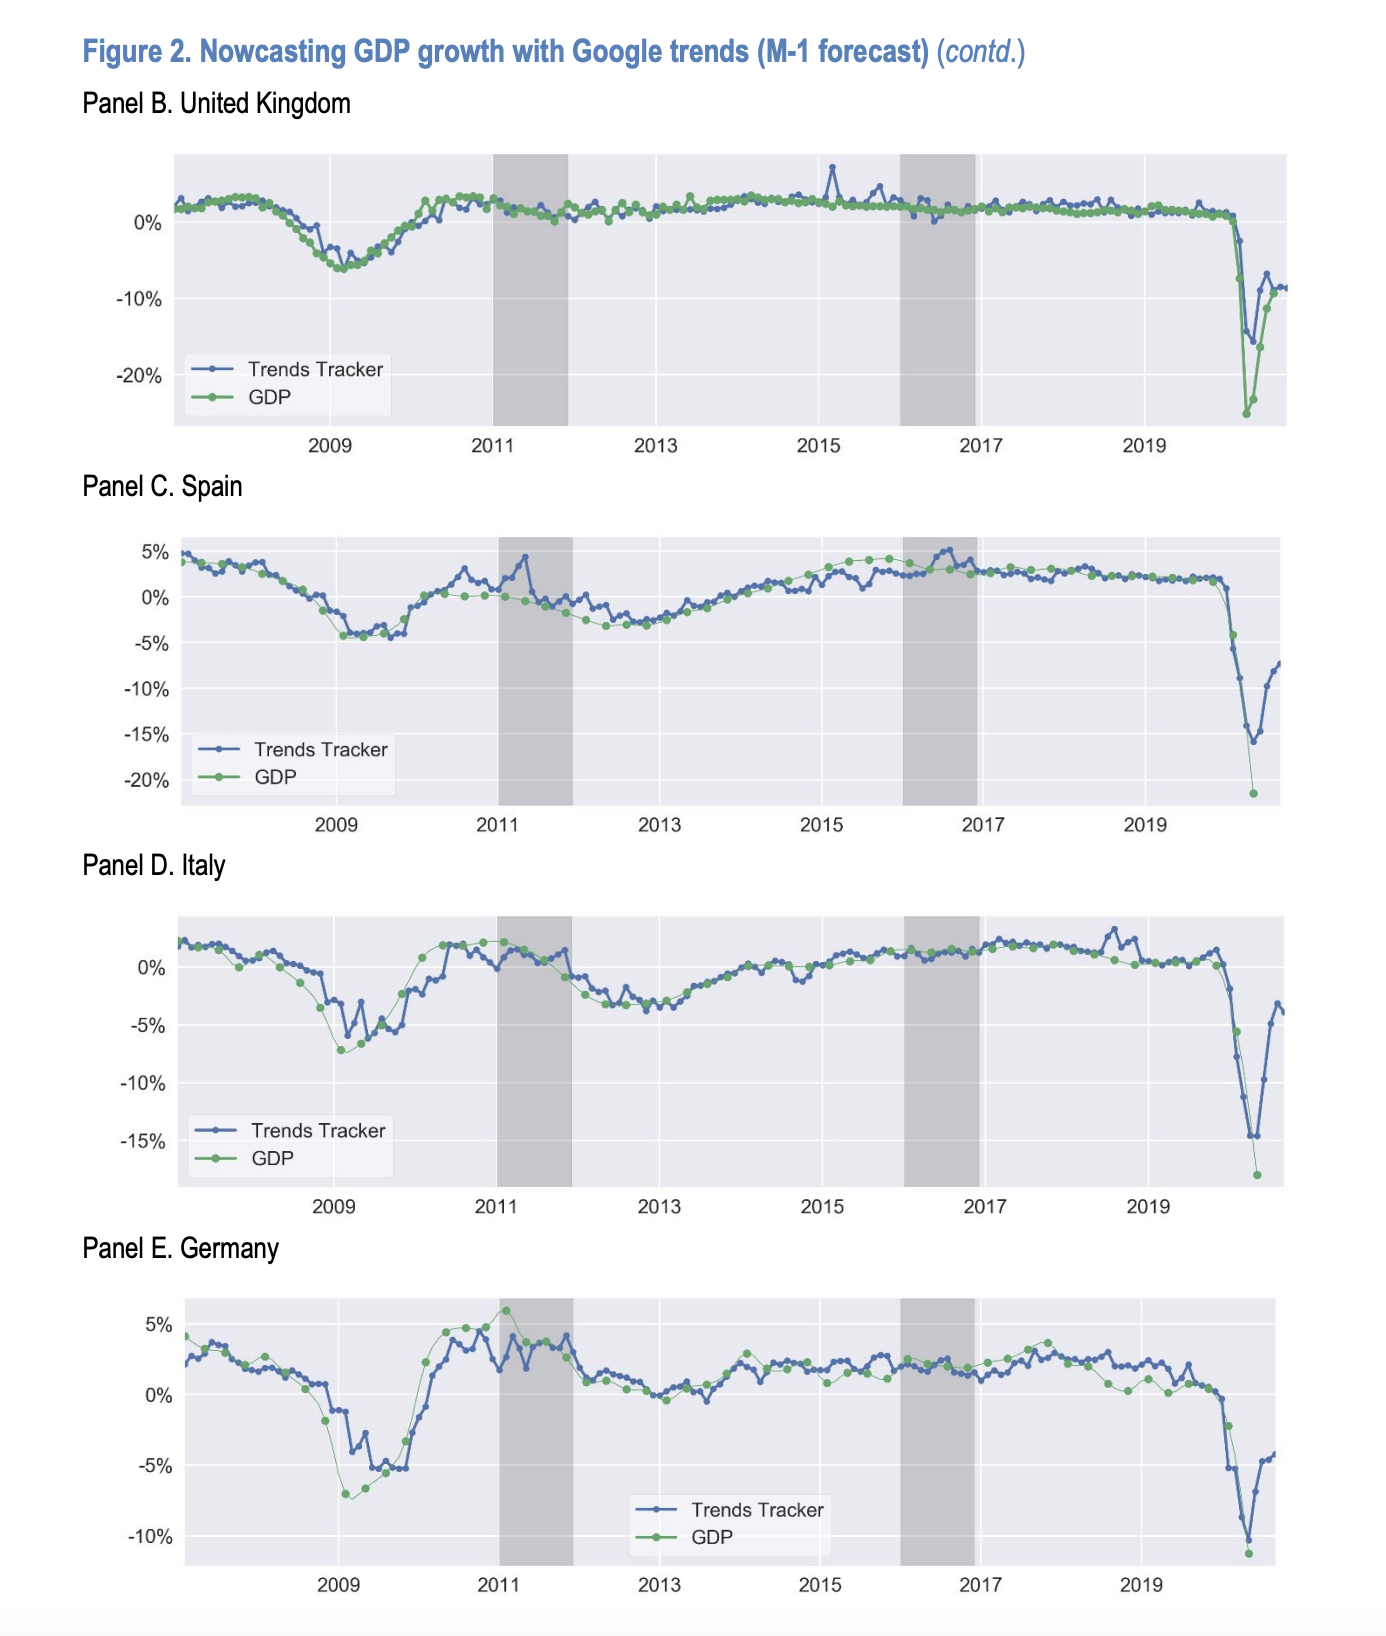 Figure 2. Nowcasting GDP growth with Google trends (M-1 forecast) (contd.)
Panel B. United Kingdom
0%
-10%
-20%
Trends Tracker
GDP
2009 2011 2013 2015 2017 2019
Panel C. Spain
5%
0%
-5%
-10%
-15%
-20%
Trends Tracker
GDP
2009 2011 2013 2015 2017 2019
Panel D. Italy
0%
-5%
-10%
-15%
Trends Tracker
GDP
2009 2011 2013 2015 2017 2019
Panel E. Germany
5%
0%
-5%
-10%
Trends Tracker
GDP
2009 2011 2013 2015 2017 2019